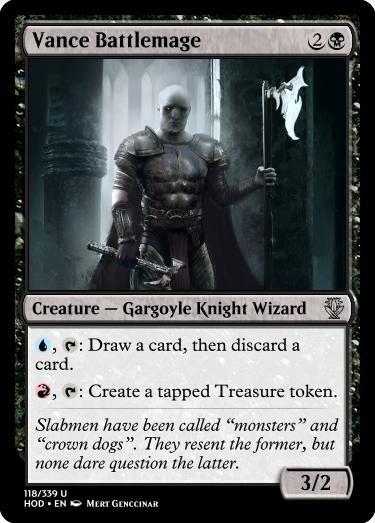 Vance Battlemage 2
Creature — Gargoyle Knight Wizard
, : Draw a card, then discard a
card.
, : Create a tapped Treasure token.
Slabmen have been called “monsters” and
“crown dogs”. They resent the former, but
none dare question the latter.
3/2
118/339 U
HOD • EN Mert Genccinar